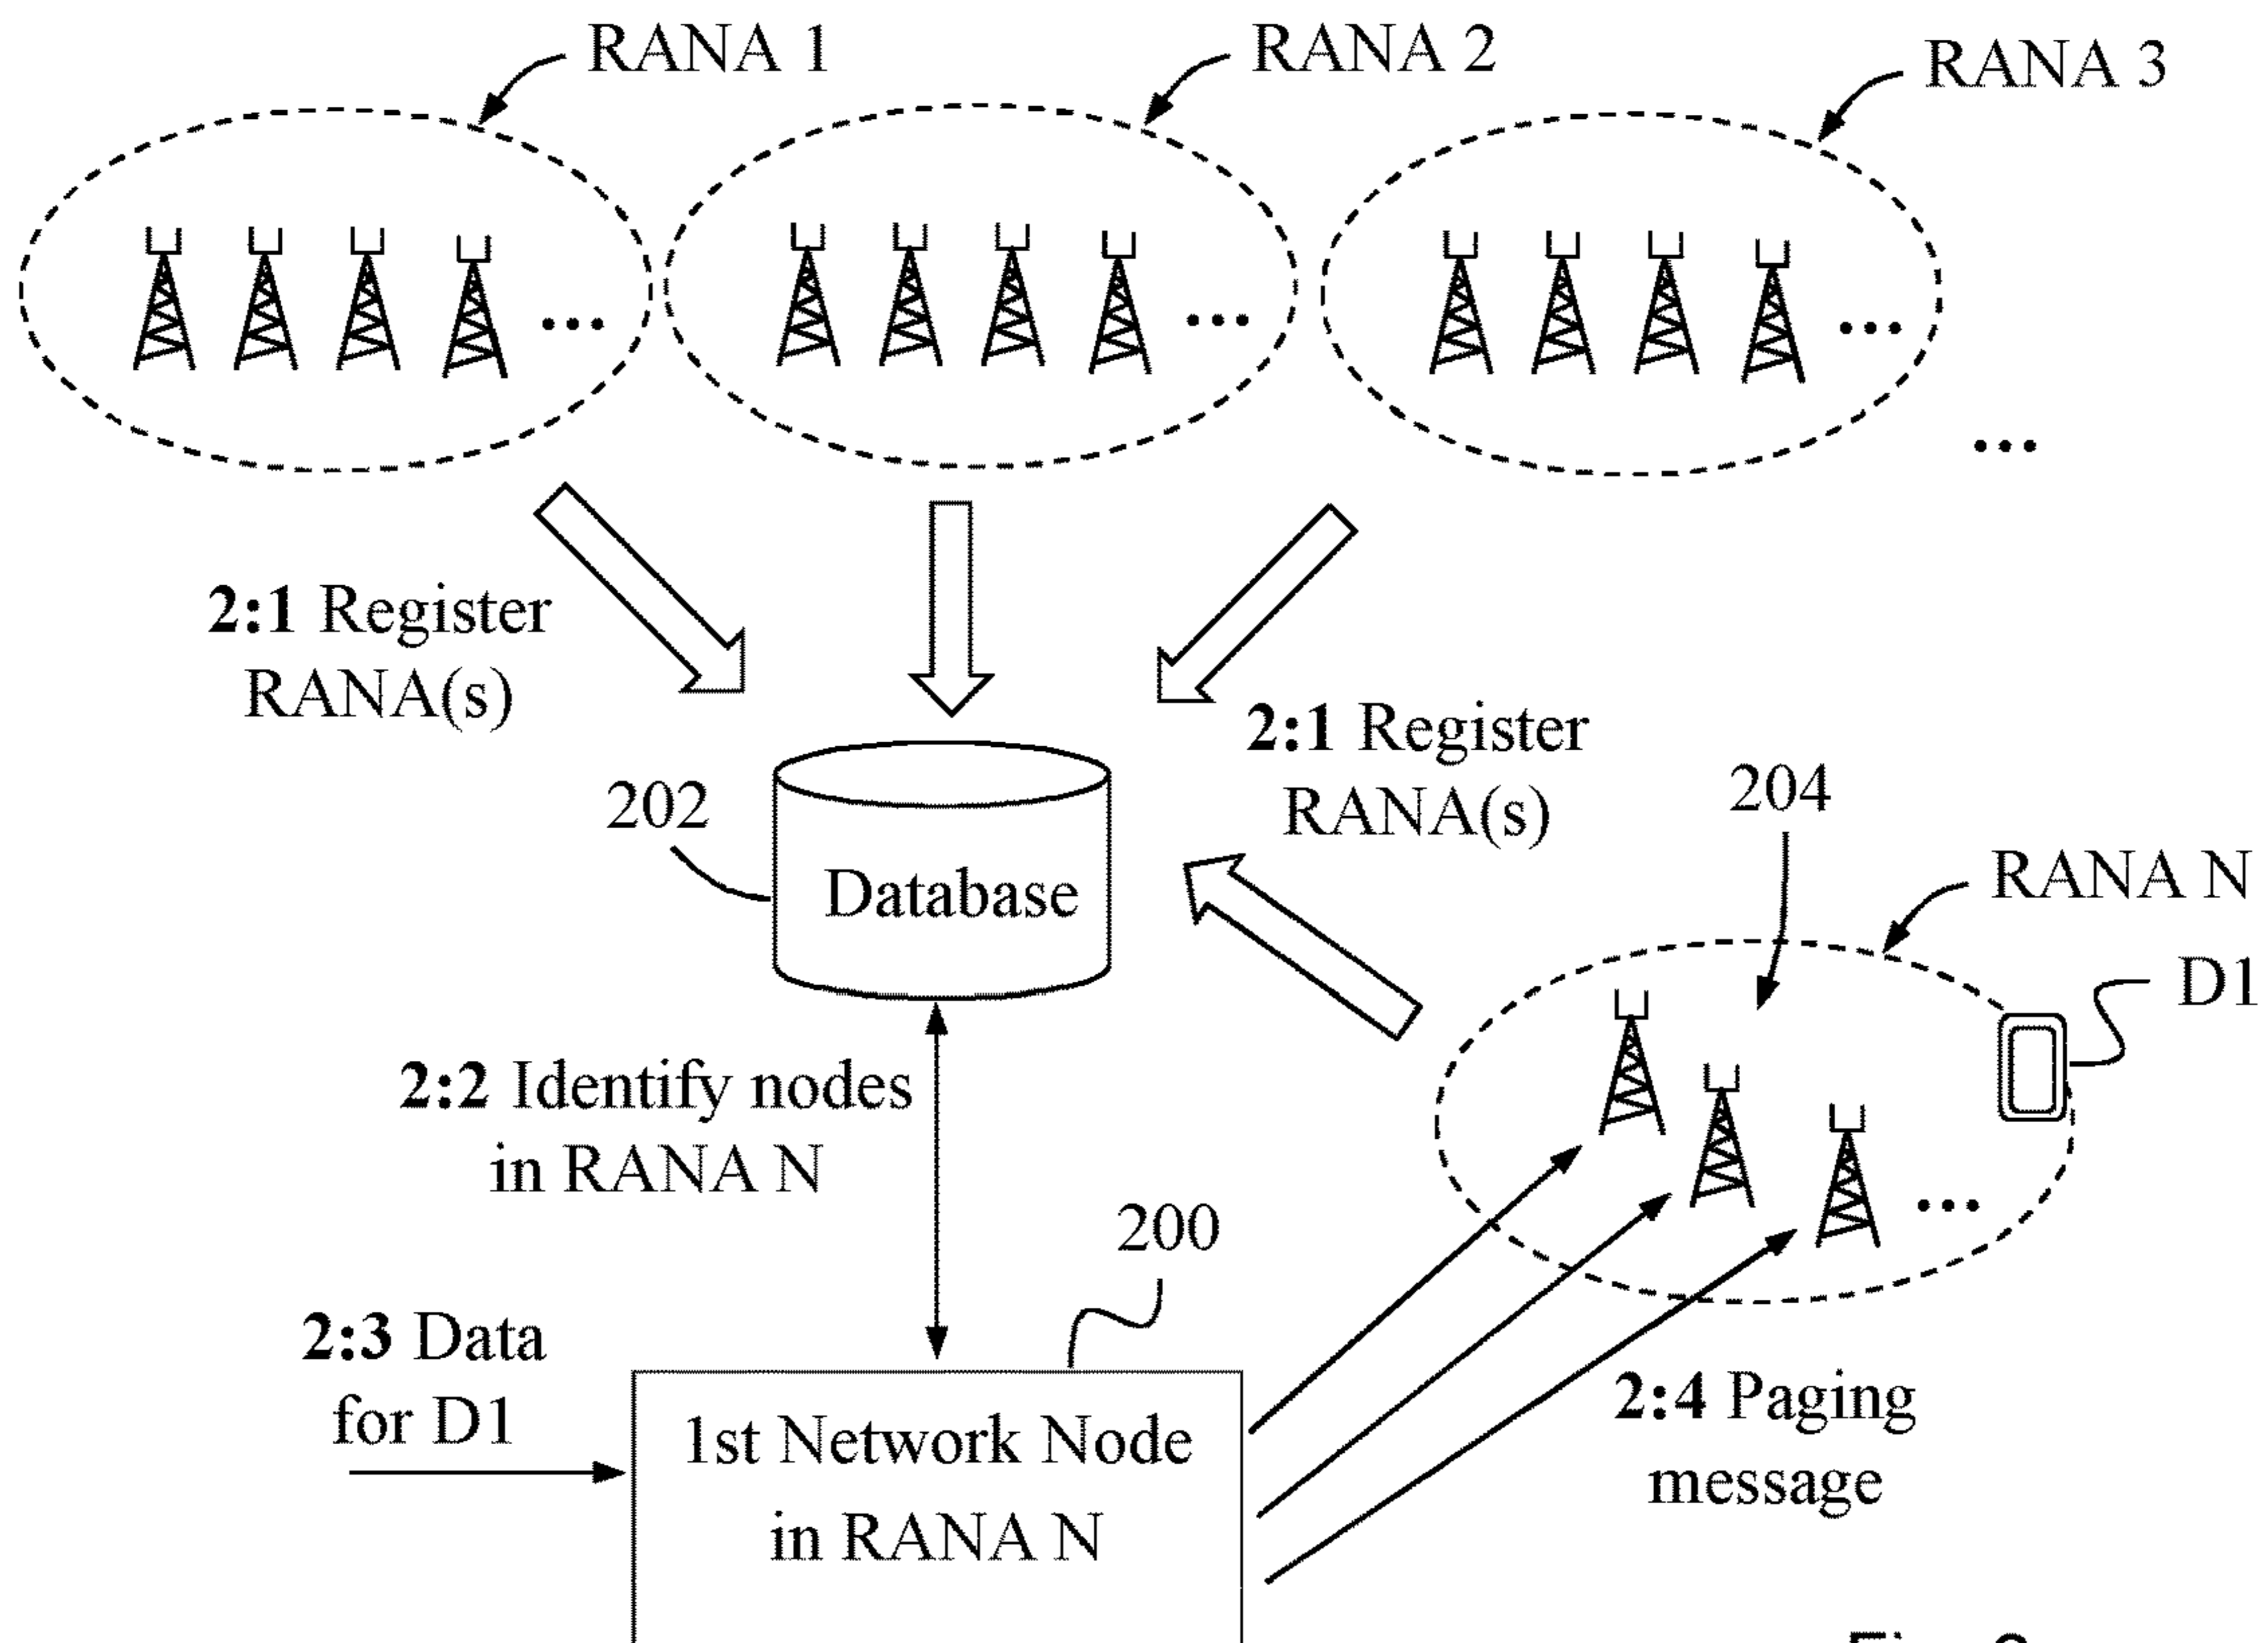 RANA 1
RANA 2
RANA 3
2:1 Register
RANA(s)
2:1 Register
RANA(s)
202
Database
204
RANA N
D1
2:2 Identify nodes
in RANA N
200
2:3 Data
for D1
1st Network Node
in RANA N
2:4 Paging
message